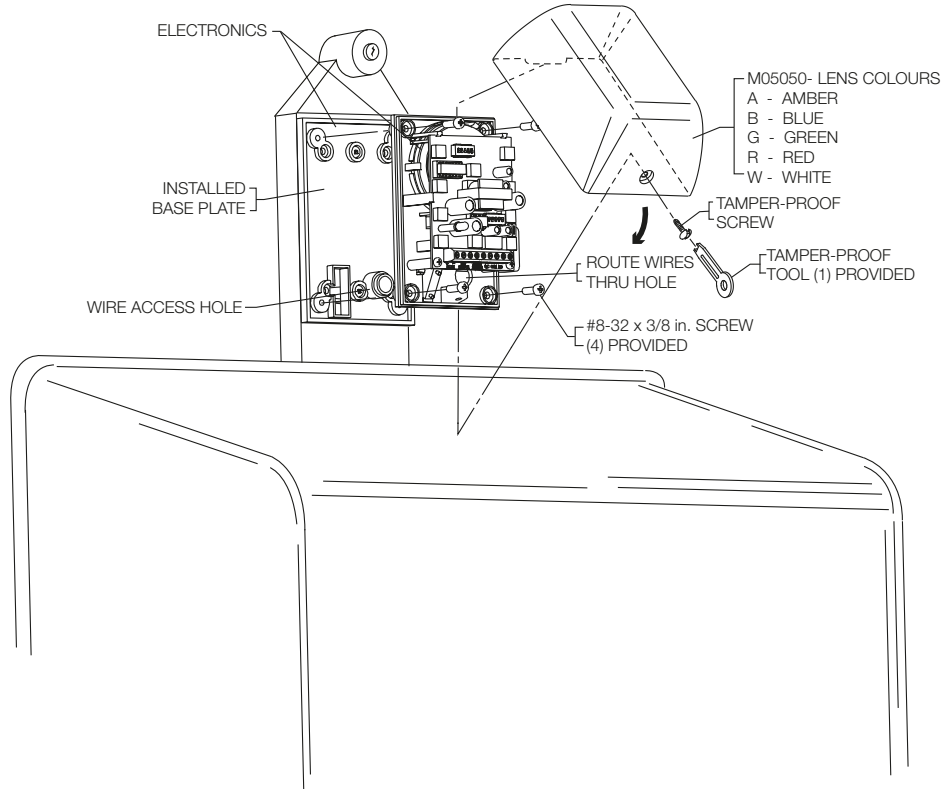 ELECTRONICS
M05050- LENS COLOURS
A - AMBER
B - BLUE
G - GREEN
R - RED
W - WHITE
INSTALLED
BASE PLATE
TAMPER-PROOF
SCREW
ROUTE WIRES
THRU HOLE
TAMPER-PROOF
TOOL (1) PROVIDED
WIRE ACCESS HOLE
#8-32 x 3/8 in. SCREW
(4) PROVIDED